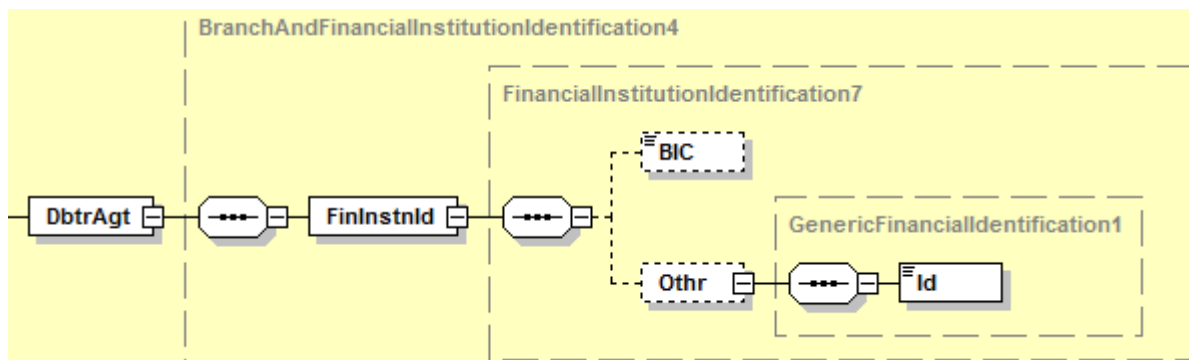 BranchAndFinancialInstitutionIdentification4
FinancialInstitutionIdentification7
BIC
DbtrAgt
FinInstnId
GenericFinancialIdentification1
Othr
Id